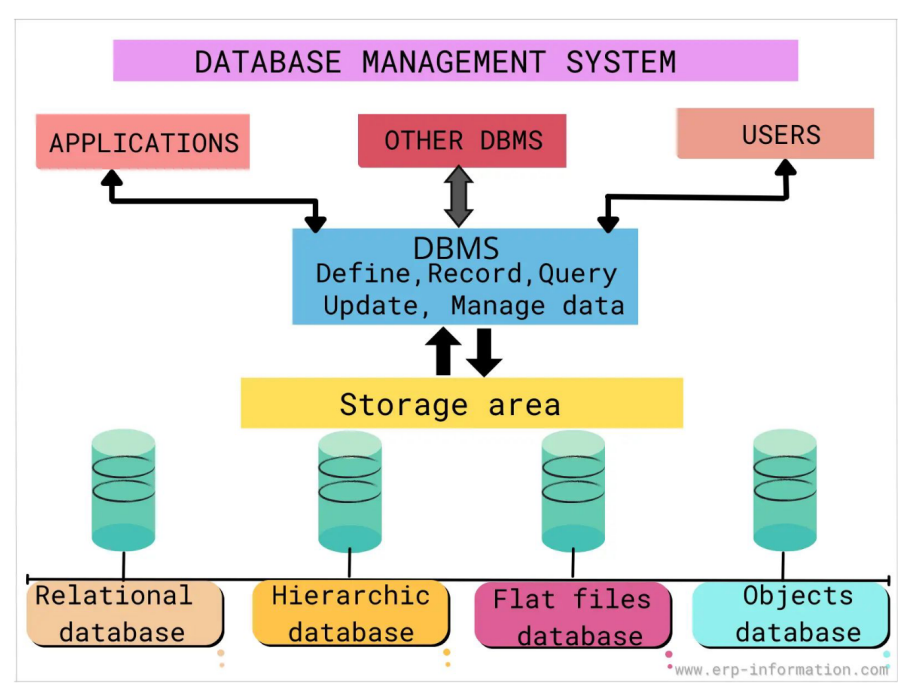 DATABASE MANAGEMENT SYSTEM
APPLICATIONS
OTHER DBMS
USERS
DBMS
Define,Record,Query
Update, Manage data
Storage area
Relational
database
Hierarchic
database
Flat files
database
Objects
database
www.erp-information.com